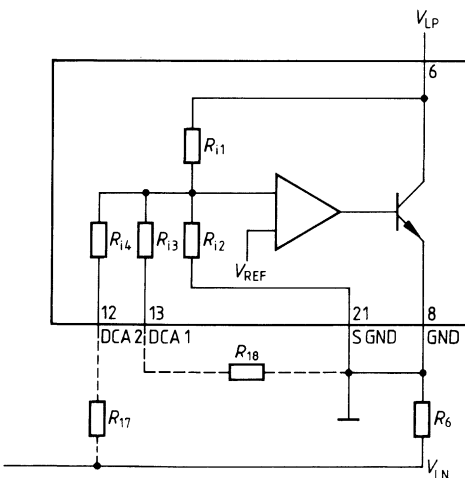 V_LP
6
R_i1
R_i4
R_i3
R_i2
V_REF
12
13
21
8
DCA 2
DCA 1
S GND
GND
R_18
R_17
R_6
V_LN